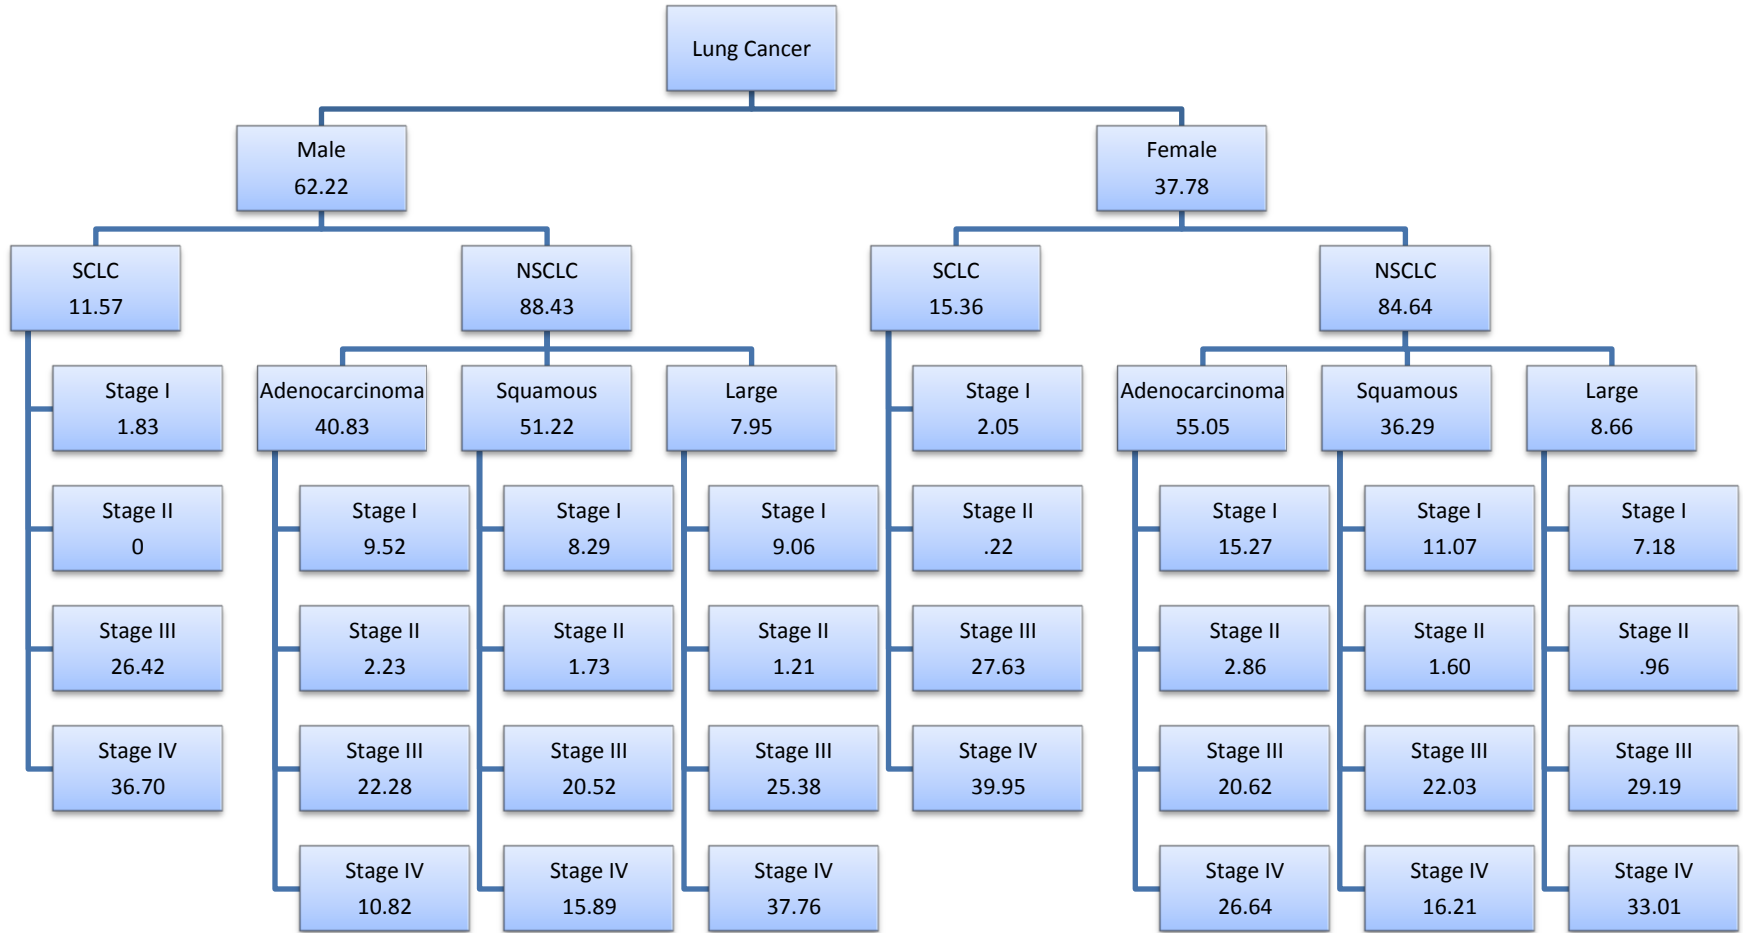 Lung Cancer
Male
62.22
Female
37.78
SCLC
11.57
NSCLC
88.43
SCLC
15.36
NSCLC
84.64
Stage I
1.83
Adenocarcinoma
40.83
Squamous
51.22
Large
7.95
Stage I
2.05
Adenocarcinoma
55.05
Squamous
36.29
Large
8.66
Stage II
0
Stage I
9.52
Stage I
8.29
Stage I
9.06
Stage II
.22
Stage I
15.27
Stage I
11.07
Stage I
7.18
Stage III
26.42
Stage II
2.23
Stage II
1.73
Stage II
1.21
Stage III
27.63
Stage II
2.86
Stage II
1.60
Stage II
.96
Stage IV
36.70
Stage III
22.28
Stage III
20.52
Stage III
25.38
Stage IV
39.95
Stage III
20.62
Stage III
22.03
Stage III
29.19
Stage IV
10.82
Stage IV
15.89
Stage IV
37.76
Stage IV
26.64
Stage IV
16.21
Stage IV
33.01